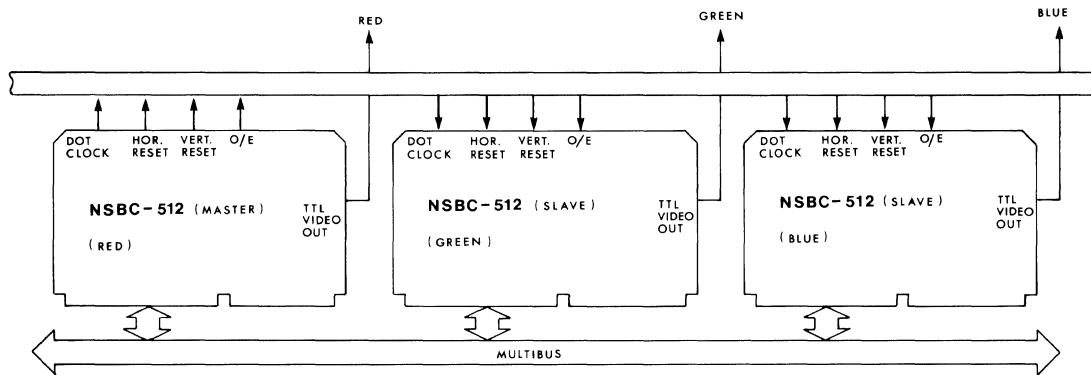 RED
GREEN
BLUE
DOT CLOCK
HOR. RESET
VERT. RESET
O/E
NSBC-512 (MASTER)
(RED)
TTL VIDEO OUT
DOT CLOCK
HOR. RESET
VERT. RESET
O/E
NSBC-512 (SLAVE)
(GREEN)
TTL VIDEO OUT
DOT CLOCK
HOR. RESET
VERT. RESET
O/E
NSBC-512 (SLAVE)
(BLUE)
TTL VIDEO OUT
MULTIBUS